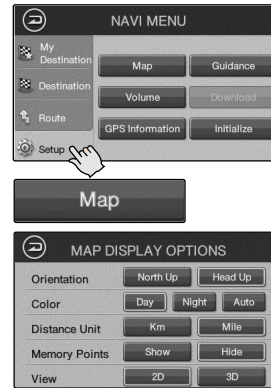 NAVI MENU
My Destination
Destination
Route
Setup
Map Guidance
Volume Download
GPS Information Initialize
Map
MAP DISPLAY OPTIONS
Orientation North Up Head Up
Color Day Night Auto
Distance Unit Km Mile
Memory Points Show Hide
View 2D 3D